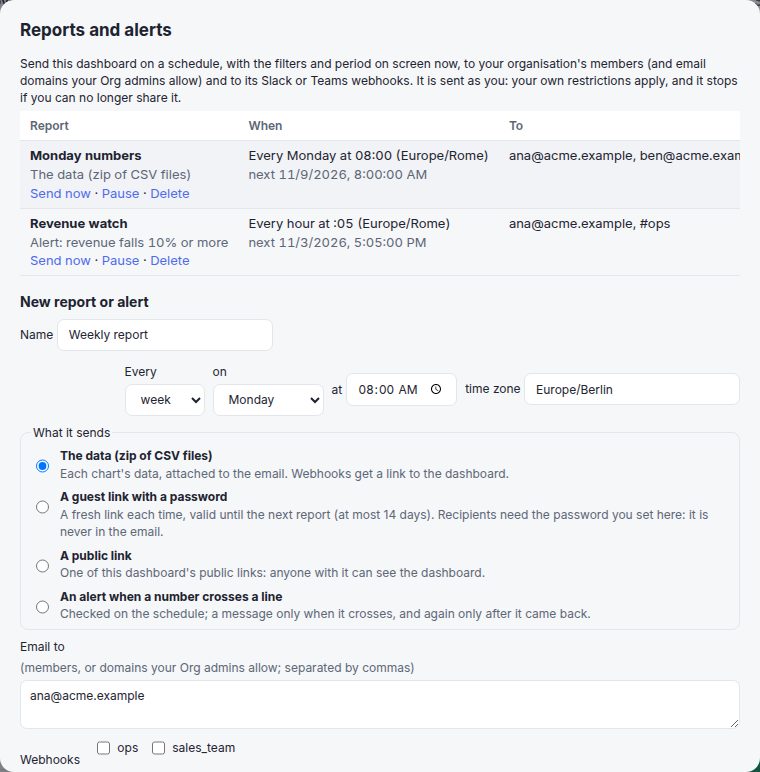 Reports and alerts
Send this dashboard on a schedule, with the filters and period on screen now, to your organisation's members (and email
domains your Org admins allow) and to its Slack or Teams webhooks. It is sent as you: your own restrictions apply, and it stops
if you can no longer share it.
Report When To
Monday numbers Every Monday at 08:00 (Europe/Rome) ana@acme.example, ben@acme.exam
The data (zip of CSV files) next 11/9/2026, 8:00:00 AM
Send now · Pause · Delete
Revenue watch Every hour at :05 (Europe/Rome) ana@acme.example, #ops
Alert: revenue falls 10% or more next 11/3/2026, 5:05:00 PM
Send now · Pause · Delete
New report or alert
Name Weekly report
Every on
week Monday at 08:00 AM time zone Europe/Berlin
What it sends
The data (zip of CSV files)
Each chart's data, attached to the email. Webhooks get a link to the dashboard.
A guest link with a password
A fresh link each time, valid until the next report (at most 14 days). Recipients need the password you set here: it is
never in the email.
A public link
One of this dashboard's public links: anyone with it can see the dashboard.
An alert when a number crosses a line
Checked on the schedule; a message only when it crosses, and again only after it came back.
Email to
(members, or domains your Org admins allow; separated by commas)
ana@acme.example
Webhooks ops sales_team